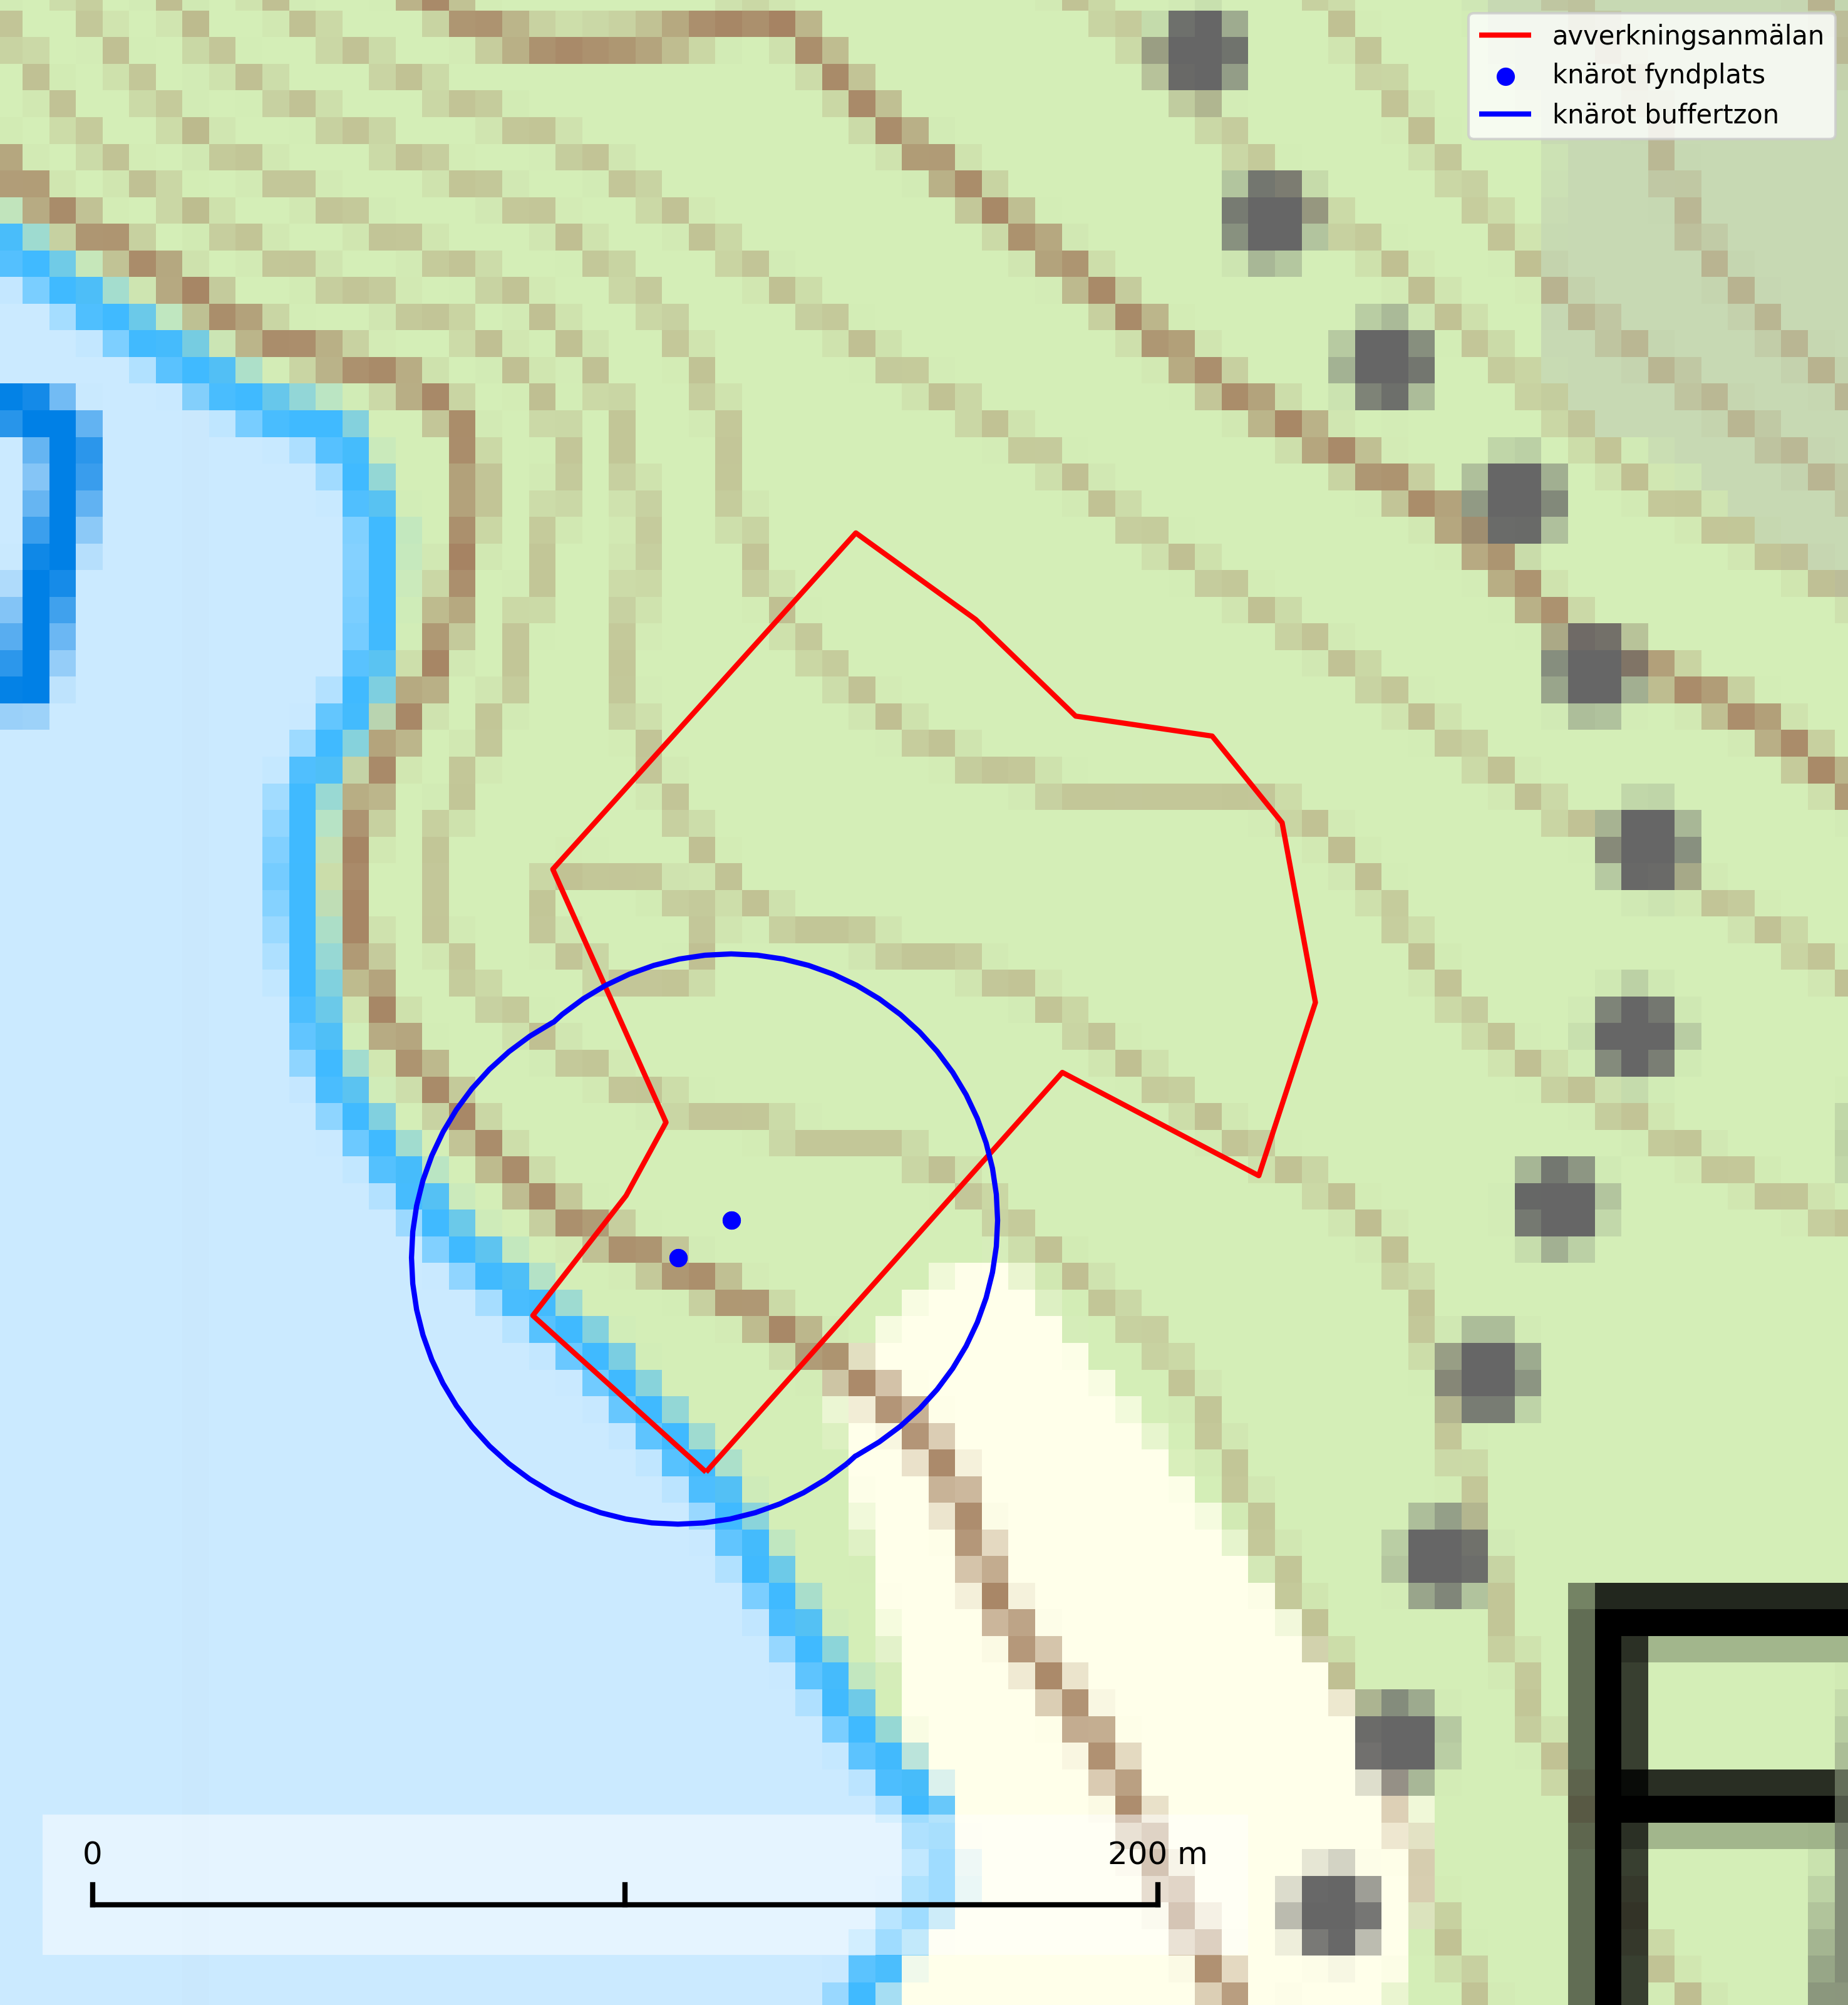 avverkningsanmälan
knärot fyndplats
knärot buffertzon
0
200 m